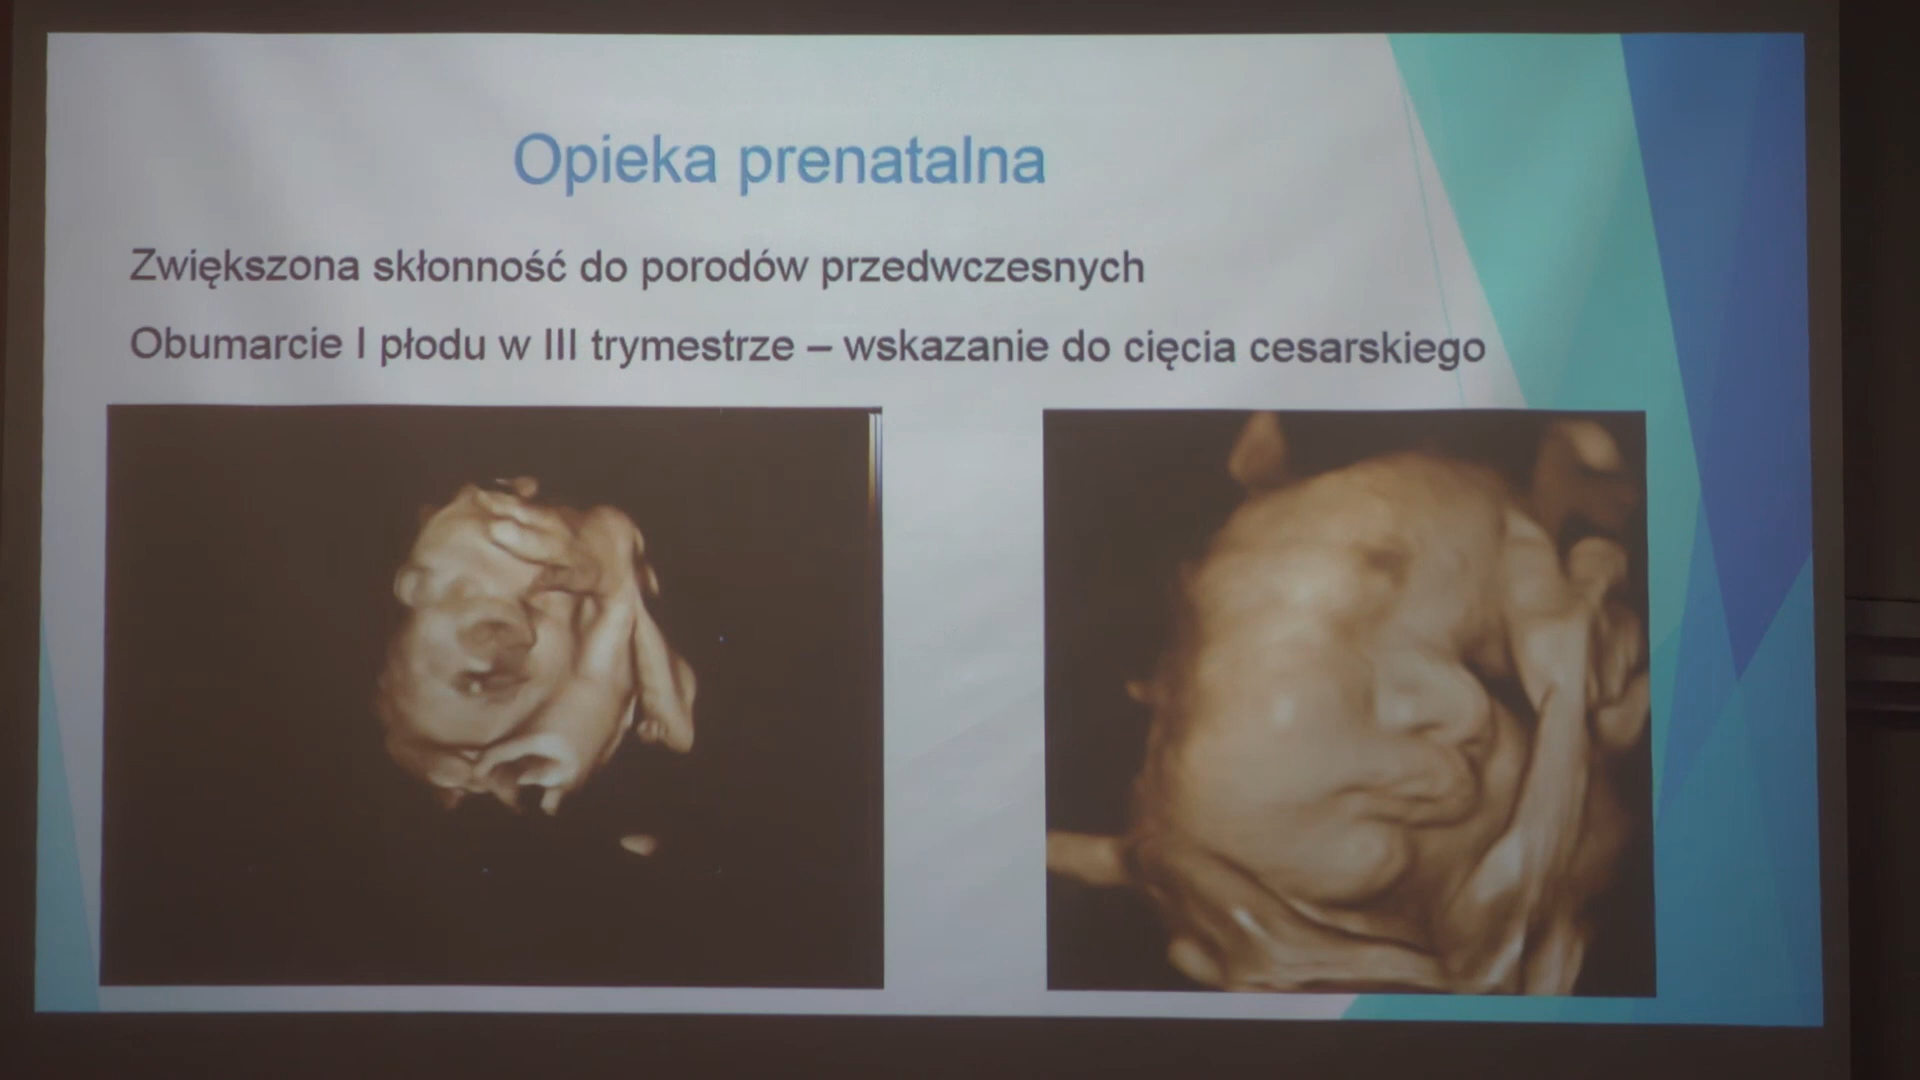 Opieka prenatalna
Zwiększona skłonność do porodów przedwczesnych
Obumarcie I płodu w III trymestrze – wskazanie do cięcia cesarskiego